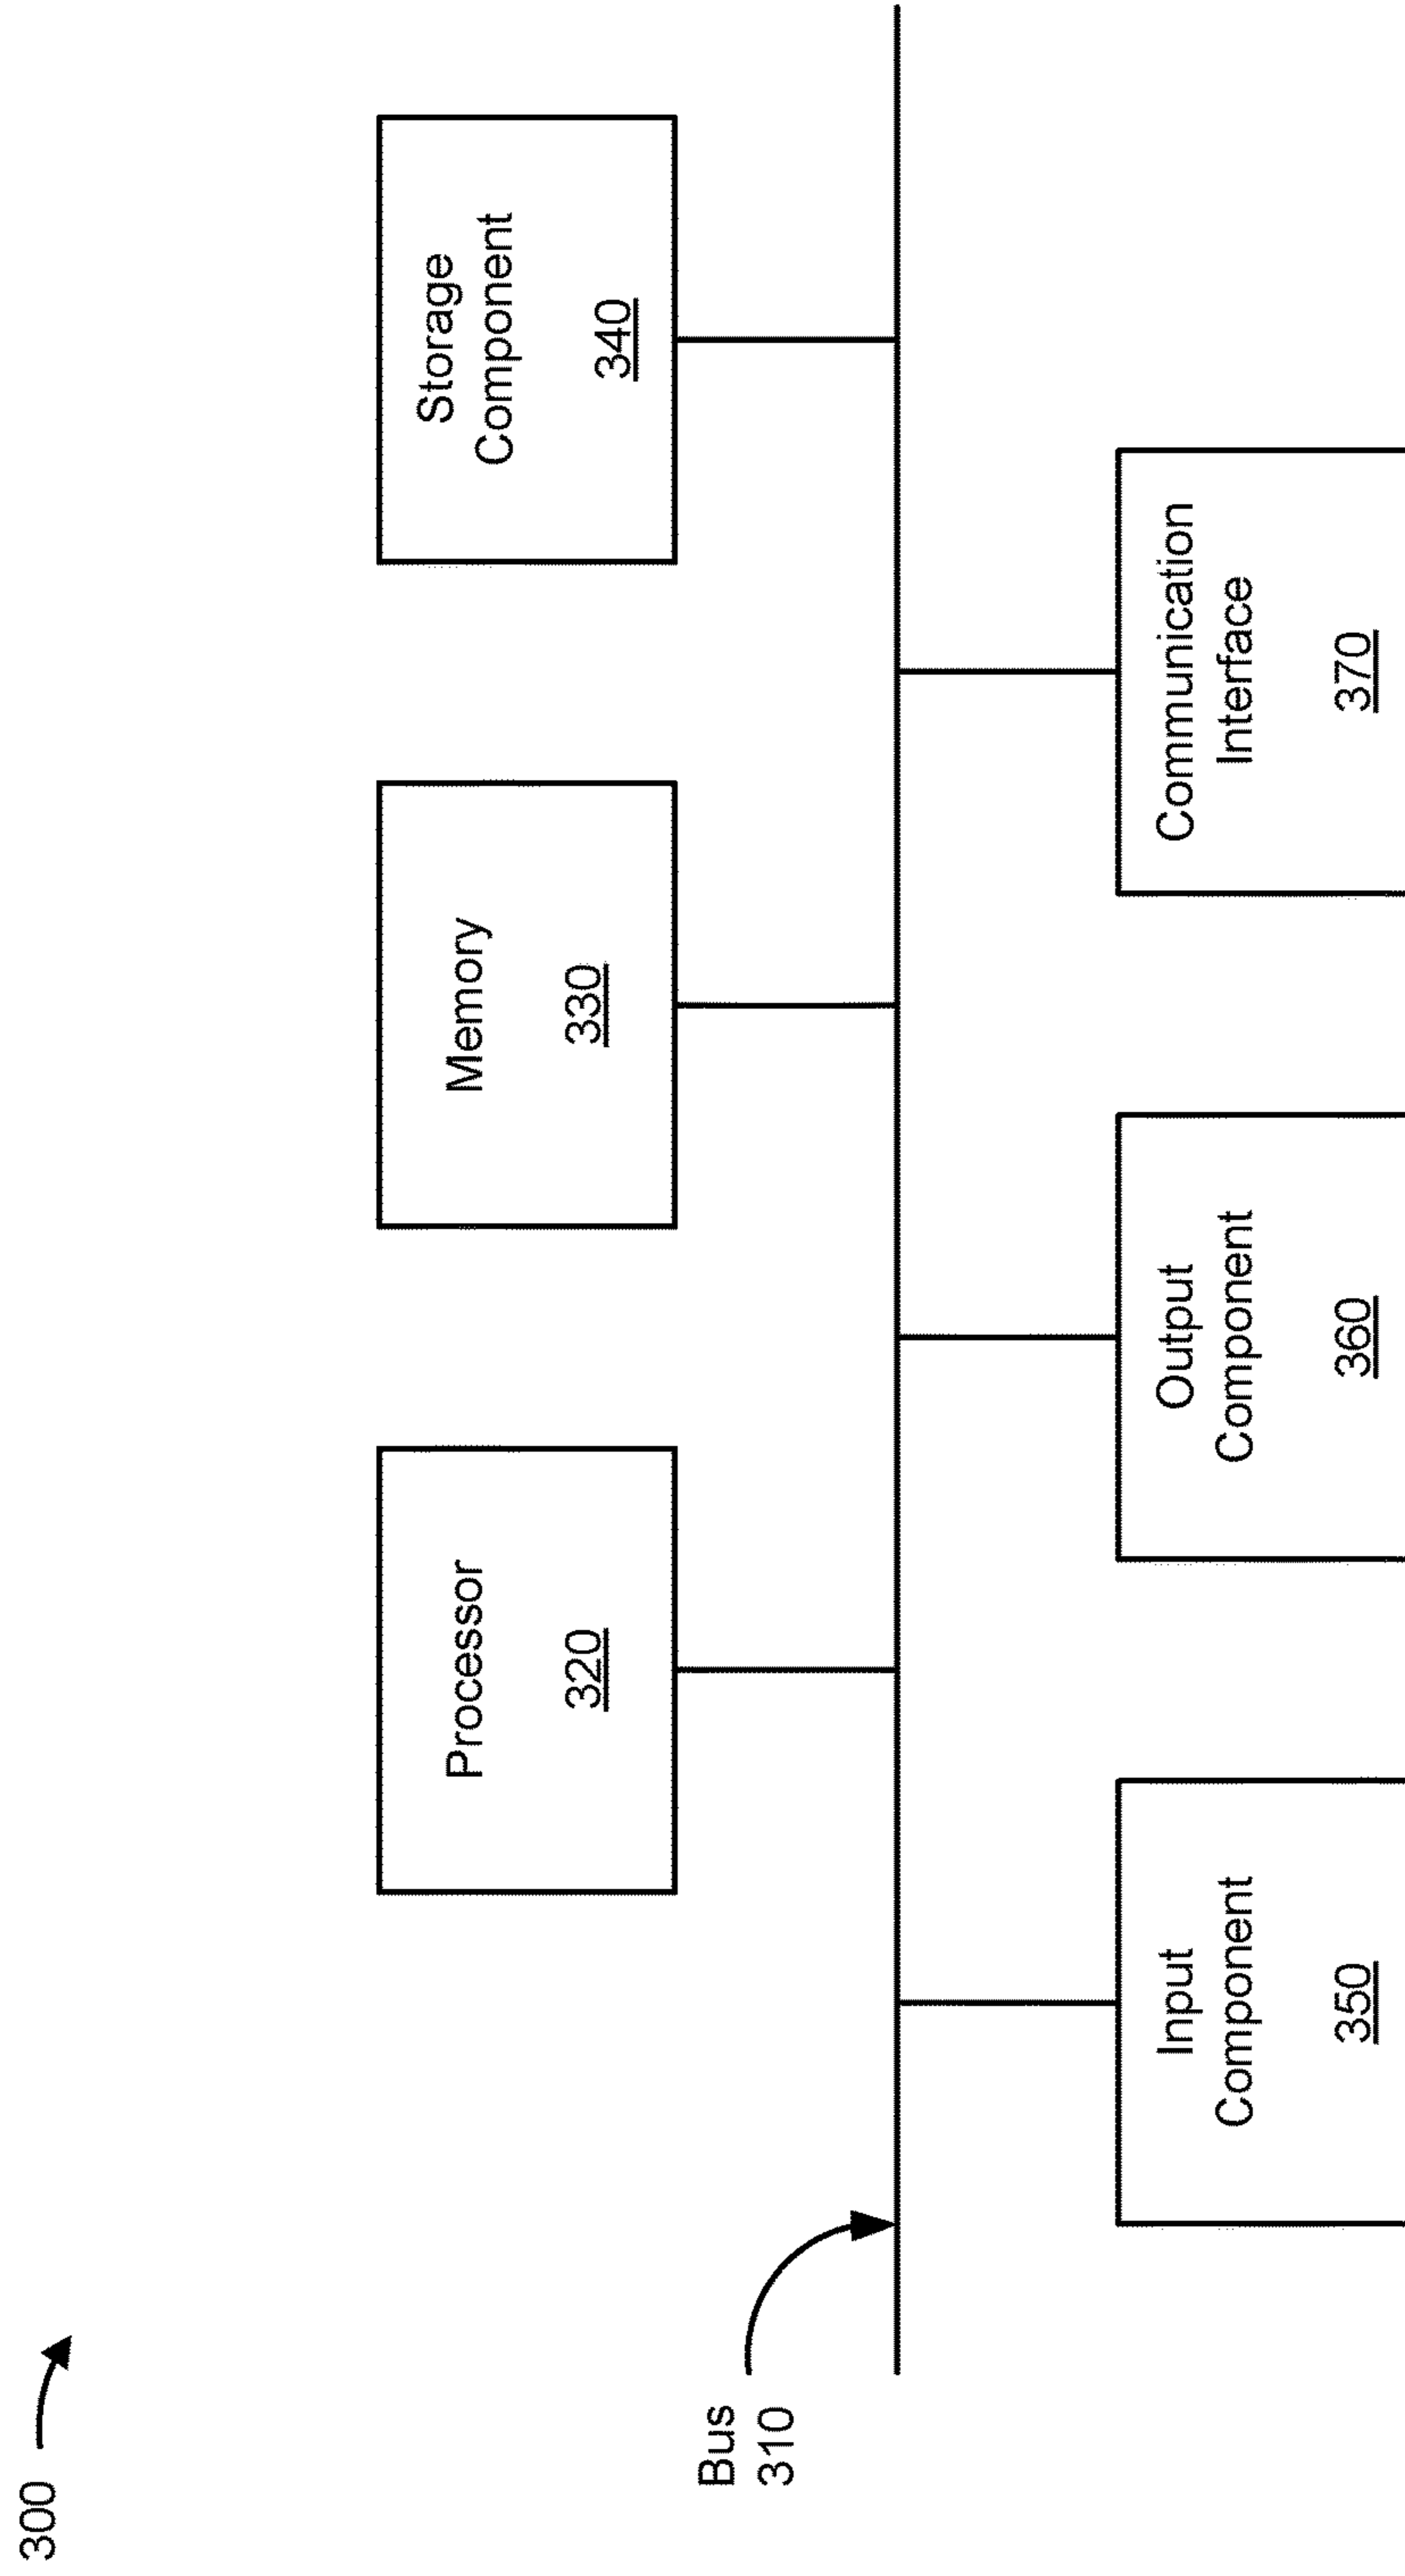 300
Processor
320
Memory
330
Storage
Component
340
Bus
310
Input
Component
350
Output
Component
360
Communication
Interface
370